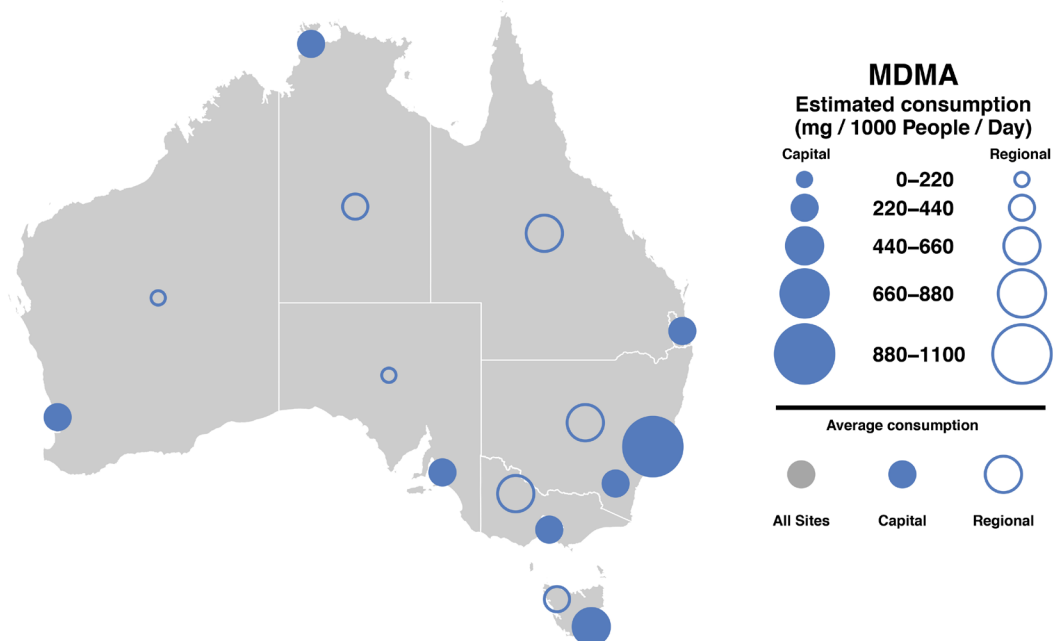 MDMA
Estimated consumption
(mg / 1000 People / Day)
Capital Regional
0–220
220–440
440–660
660–880
880–1100
Average consumption
All Sites Capital Regional